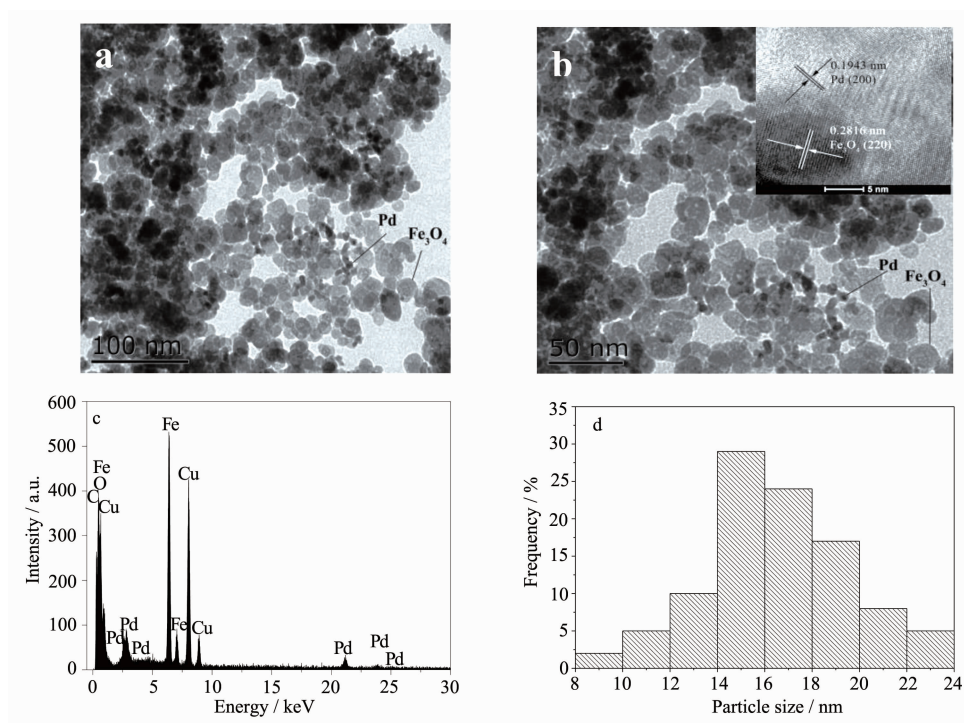 a
Pd
Fe₃O₄
100 nm
b
0.1943 nm
Pd (200)
0.2816 nm
Fe₃O₄ (220)
5 nm
Pd
Fe₃O₄
50 nm
c
Intensity / a.u.
600
500
400
300
200
100
0
Fe
C O
Cu
Pd
Pd
Pd
Fe
Fe
Cu
Cu
Pd
Pd
Pd
0 5 10 15 20 25 30
Energy / keV
d
Frequency / %
35
30
25
20
15
10
5
0
8 10 12 14 16 18 20 22 24
Particle size / nm